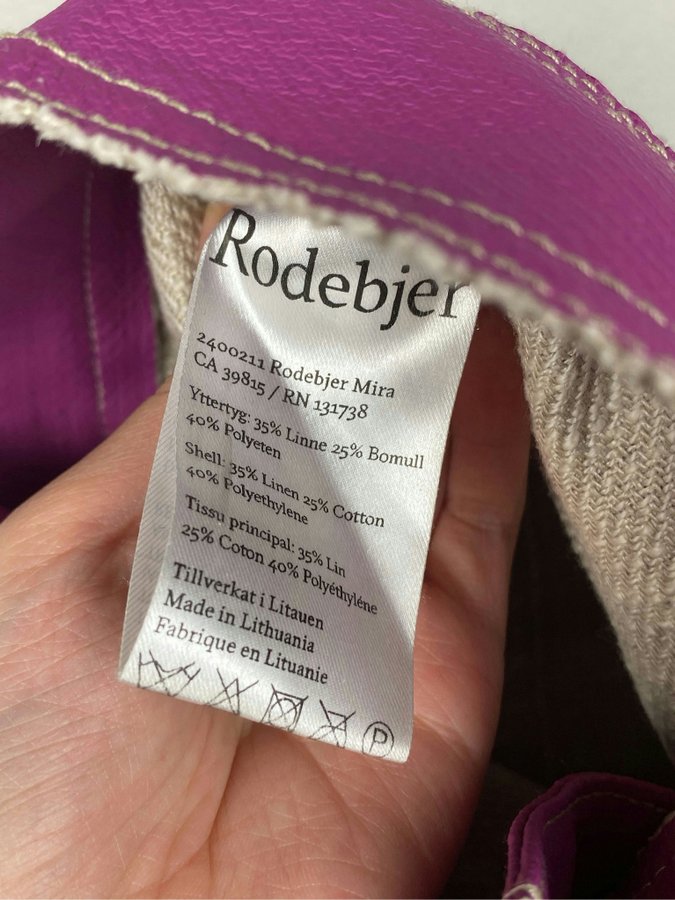 Rodebjer
2400211 Rodebjer Mira
CA 39815 / RN 131738
Yttertyg: 35% Linne 25% Bomull
40% Polyeten
Shell: 35% Linen 25% Cotton
40% Polyethylene
Tissu principal: 35% Lin
25% Coton 40% Polyéthyléne
Tillverkat i Litauen
Made in Lithuania
Fabrique en Lituanie
P